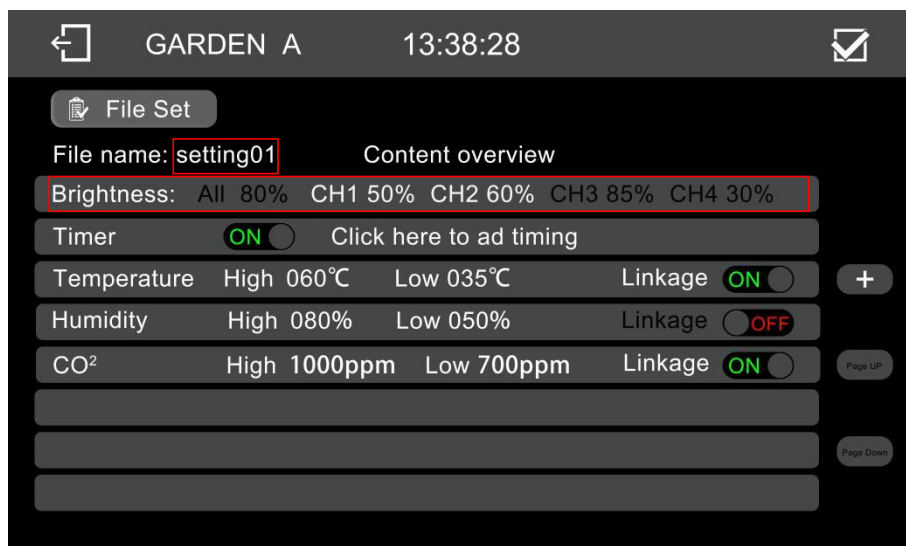 GARDEN A 13:38:28
File Set
File name: setting01 Content overview
Brightness: All 80% CH1 50% CH2 60% CH3 85% CH4 30%
Timer ON Click here to ad timing
Temperature High 060℃ Low 035℃ Linkage ON
+
Humidity High 080% Low 050% Linkage OFF
CO² High 1000ppm Low 700ppm Linkage ON
Page UP
Page Down